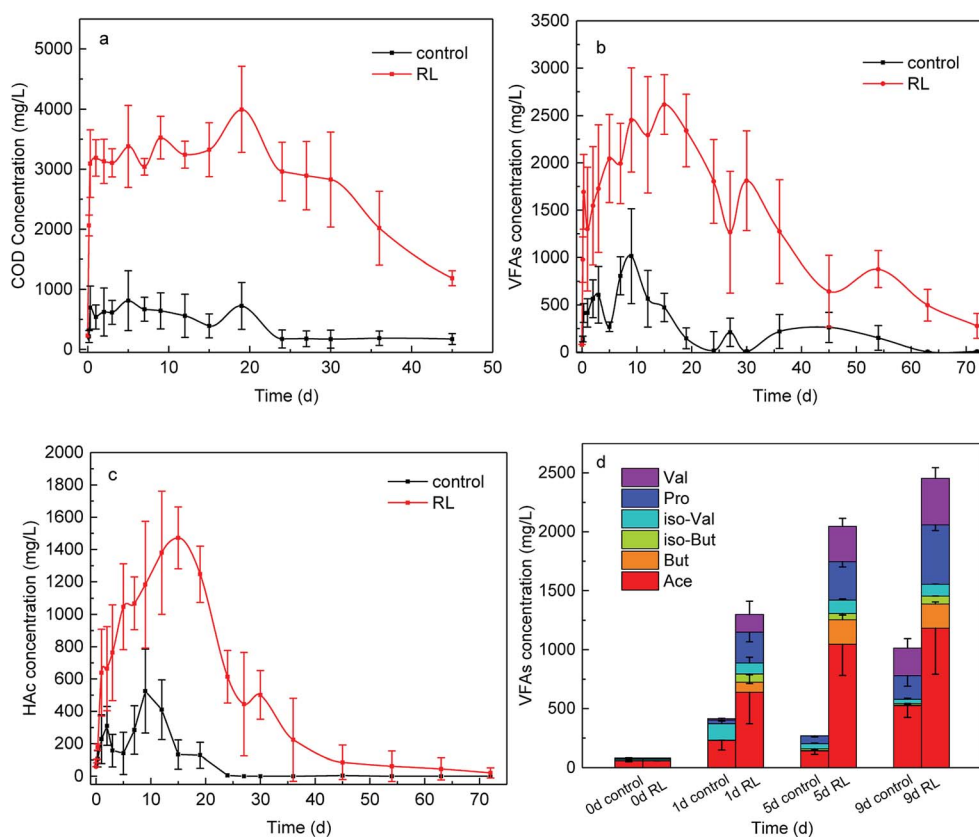 a
control
RL
COD Concentration (mg/L)
5000
4000
3000
2000
1000
0
0 10 20 30 40 50
Time (d)
b
control
RL
VFAs concentration (mg/L)
3500
3000
2500
2000
1500
1000
500
0
0 10 20 30 40 50 60 70
Time (d)
c
control
RL
HAc concentration (mg/L)
2000
1800
1600
1400
1200
1000
800
600
400
200
0
0 10 20 30 40 50 60 70
Time (d)
d
Val
Pro
iso-Val
iso-But
But
Ace
VFAs concentration (mg/L)
2500
2000
1500
1000
500
0
0d control 0d RL 1d control 1d RL 5d control 5d RL 9d control 9d RL
Time (d)